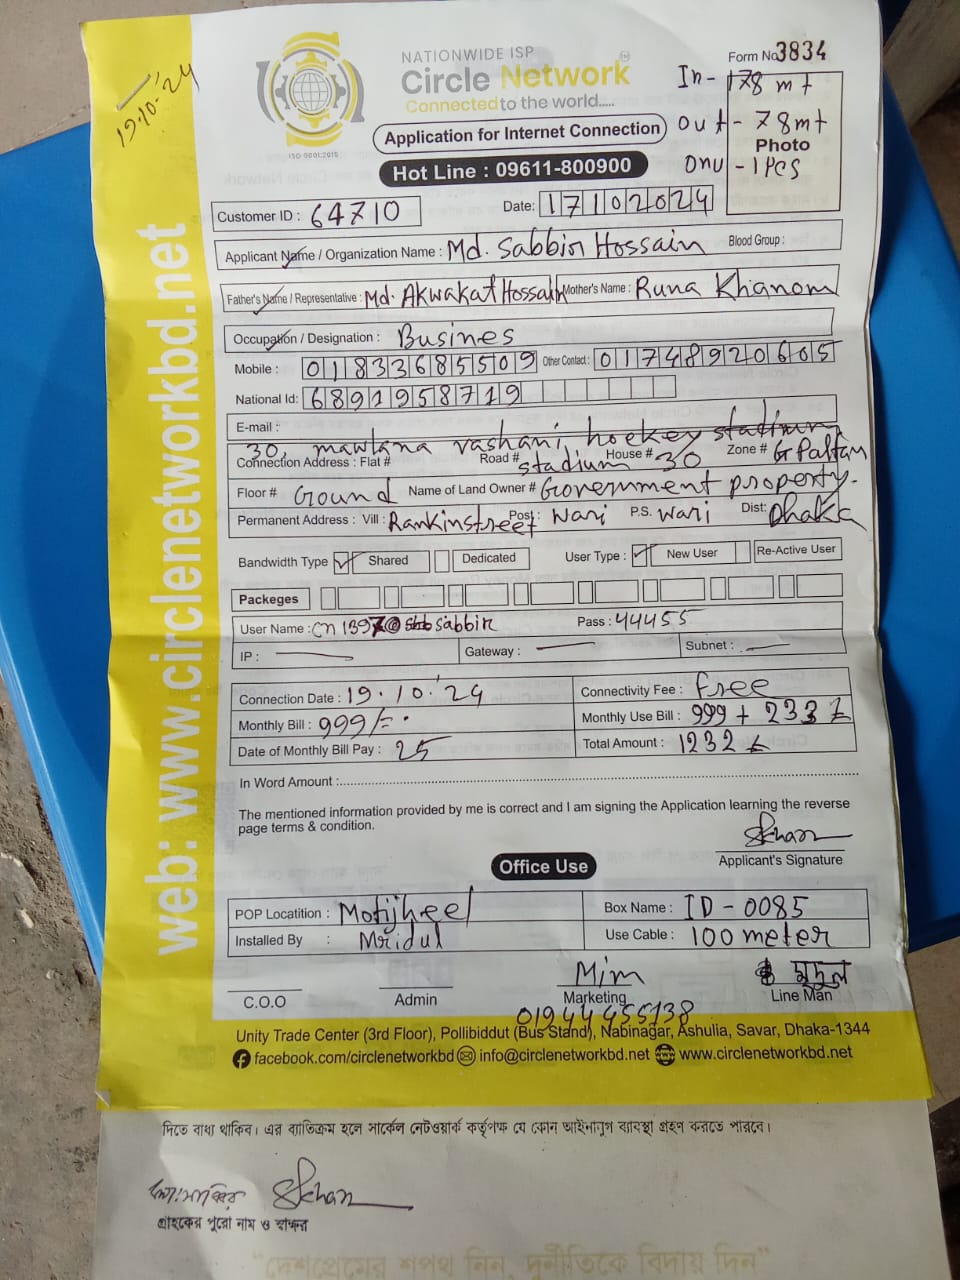 19.10.'24
NATIONWIDE ISP
Circle Network
Connected to the world.....
ISO 9001:2015
Application for Internet Connection
Hot Line : 09611-800900
Form No. 3834
In - 178 mt
Out - 78mt
Photo
Onu - 1 Pcs
web: www.circlenetworkbd.net
Customer ID : 64710
Date: 17102024
Applicant Name / Organization Name : Md. Sabbir Hossain Blood Group :
Father's Name / Representative : Md. Akwakat Hossain Mother's Name : Runa Khanom
Occupation / Designation : Busines
Mobile : 01833685509 Other Contact : 01748920605
National Id: 6891958719
E-mail :
30, mawlana vashani, hockey stadium
Connection Address : Flat # Road # stadium House # 30 Zone # G Paltan
Floor # Ground Name of Land Owner # Government property.
Permanent Address : Vill : Rankinstreet Post : Wari P.S. Wari Dist: Dhaka
Bandwidth Type Shared Dedicated User Type : New User Re-Active User
Packeges
User Name : sabbir Pass : 44455
IP : Gateway : Subnet :
Connection Date : 19.10.'24 Connectivity Fee : free
Monthly Bill : 999/= Monthly Use Bill : 999 + 233
Date of Monthly Bill Pay : 25 Total Amount : 1232
In Word Amount :
The mentioned information provided by me is correct and I am signing the Application learning the reverse
page terms & condition.
Skhan
Applicant's Signature
Office Use
POP Locatition : Motijheel Box Name : ID - 0085
Installed By : Mridul Use Cable : 100 meter
C.O.O Admin Mim Marketing মৃদুল Line Man
01944455138
Unity Trade Center (3rd Floor), Pollibiddut (Bus Stand), Nabinagar, Ashulia, Savar, Dhaka-1344
facebook.com/circlenetworkbd info@circlenetworkbd.net www.circlenetworkbd.net
দিতে বাধ্য থাকিব। এর ব্যতিক্রম হলে সার্কেল নেটওয়ার্ক কর্তৃপক্ষ যে কোন আইনানুগ ব্যবস্থা গ্রহণ করতে পারবে।
মোঃ সাব্বির Skhan
গ্রাহকের পুরো নাম ও স্বাক্ষর
“দেশপ্রেমের শপথ নিন, দুর্নীতিকে বিদায় দিন”